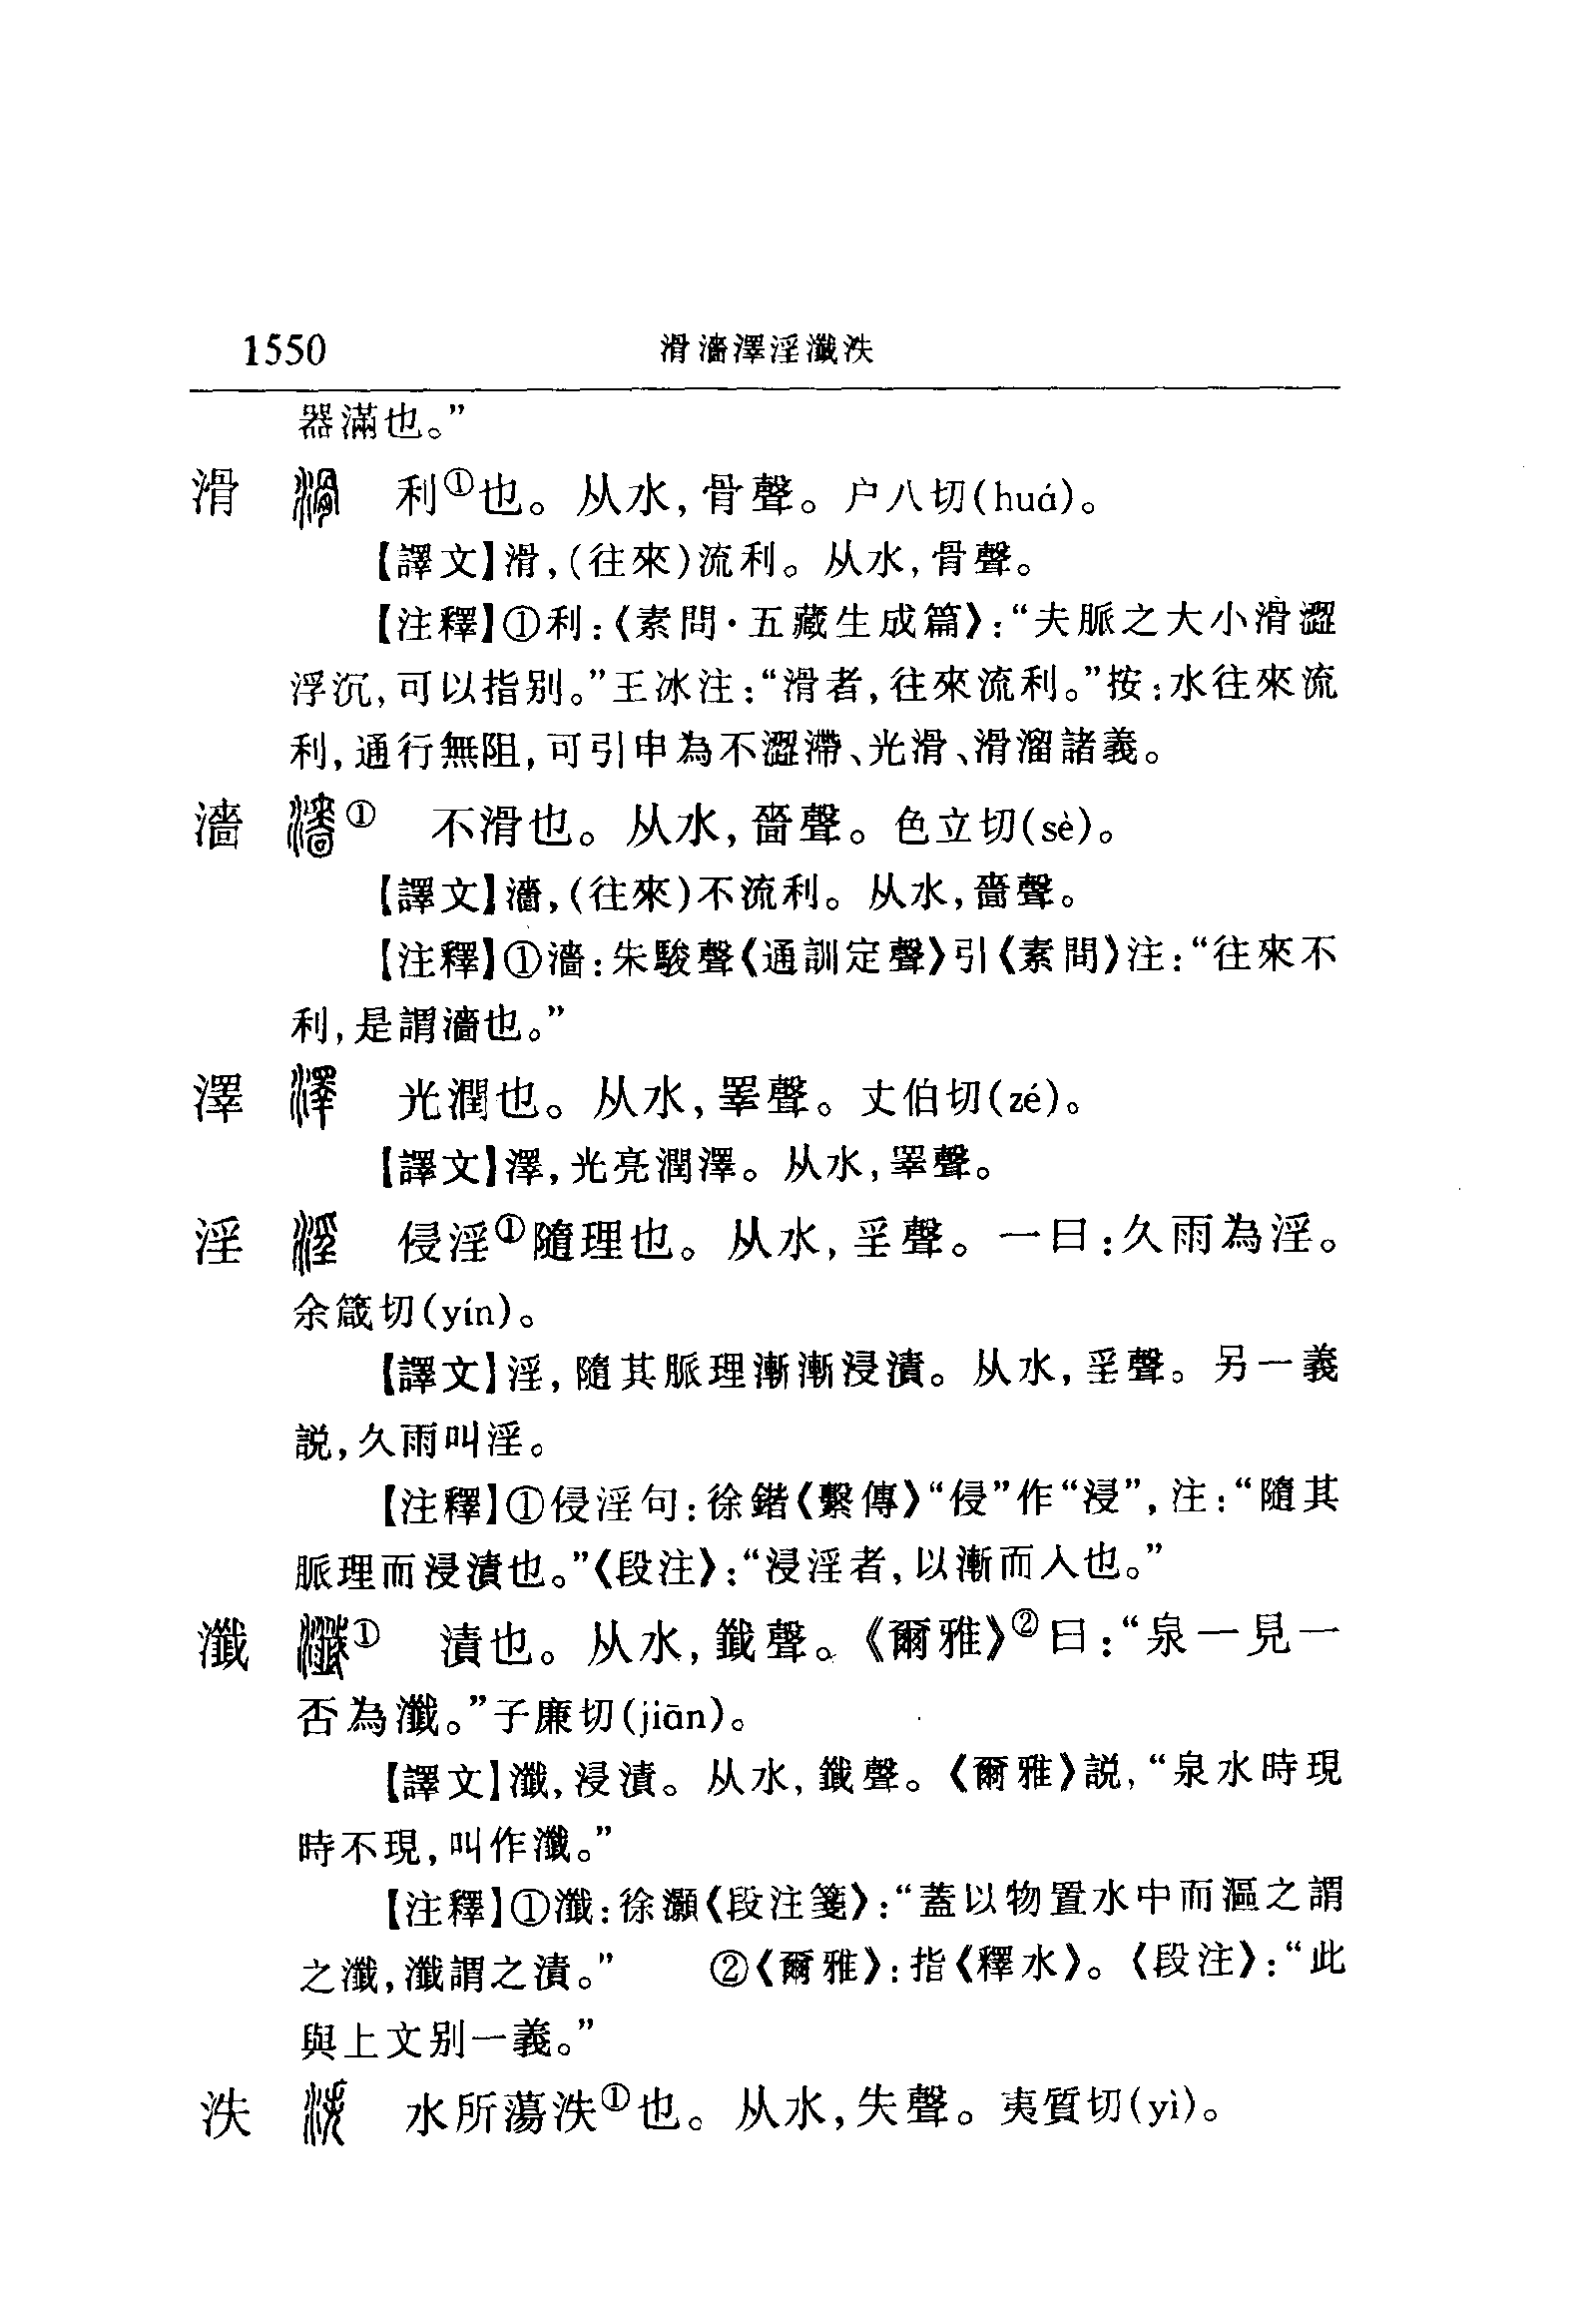 1550 滑濇澤淫瀸泆
器滿也。”
滑 利①也。从水,骨聲。户八切(huá)。
【譯文】滑,(往來)流利。从水,骨聲。
【注釋】①利:《素問·五藏生成篇》:“夫脈之大小滑澀
浮沉,可以指别。”王冰注:“滑者,往來流利。”按:水往來流
利,通行無阻,可引申為不澀滯、光滑、滑溜諸義。
濇 ① 不滑也。从水,嗇聲。色立切(sè)。
【譯文】濇,(往來)不流利。从水,嗇聲。
【注釋】①濇:朱駿聲《通訓定聲》引《素問》注:“往來不
利,是謂濇也。”
澤 光潤也。从水,睪聲。丈伯切(zé)。
【譯文】澤,光亮潤澤。从水,睪聲。
淫 侵淫①隨理也。从水,㸒聲。一曰:久雨為淫。
余箴切(yín)。
【譯文】淫,隨其脈理漸漸浸漬。从水,㸒聲。另一義
説,久雨叫淫。
【注釋】①侵淫句:徐鍇《繫傳》“侵”作“浸”,注:“隨其
脈理而浸漬也。”《段注》:“浸淫者,以漸而入也。”
瀸 ① 漬也。从水,韱聲。《爾雅》②曰:“泉一見一
否為瀸。”子廉切(jiān)。
【譯文】瀸,浸漬。从水,韱聲。《爾雅》説,“泉水時現
時不現,叫作瀸。”
【注釋】①瀸:徐灝《段注箋》:“蓋以物置水中而漚之謂
之瀸,瀸謂之漬。” ②《爾雅》:指《釋水》。《段注》:“此
與上文别一義。”
泆 水所蕩泆①也。从水,失聲。夷質切(yì)。